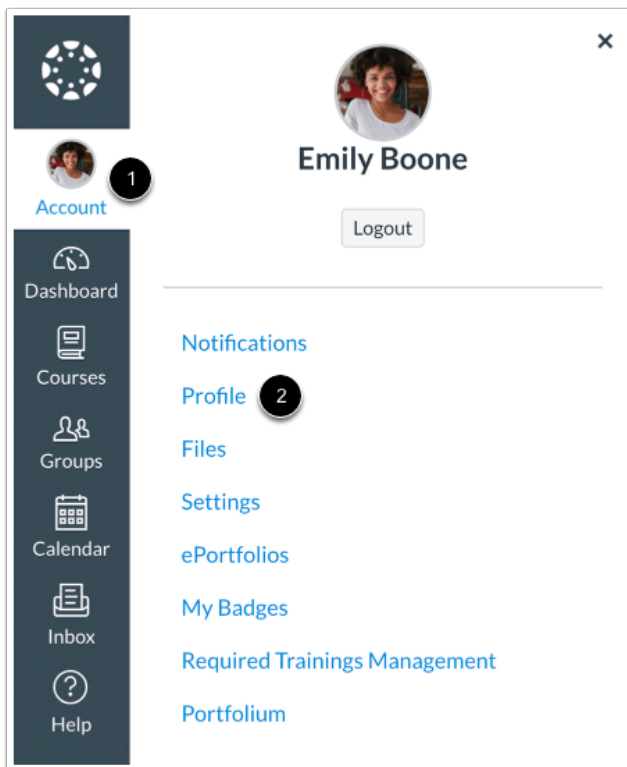 Account
1
Dashboard
Courses
Groups
Calendar
Inbox
Help
×
Emily Boone
Logout
Notifications
Profile 2
Files
Settings
ePortfolios
My Badges
Required Trainings Management
Portfolium